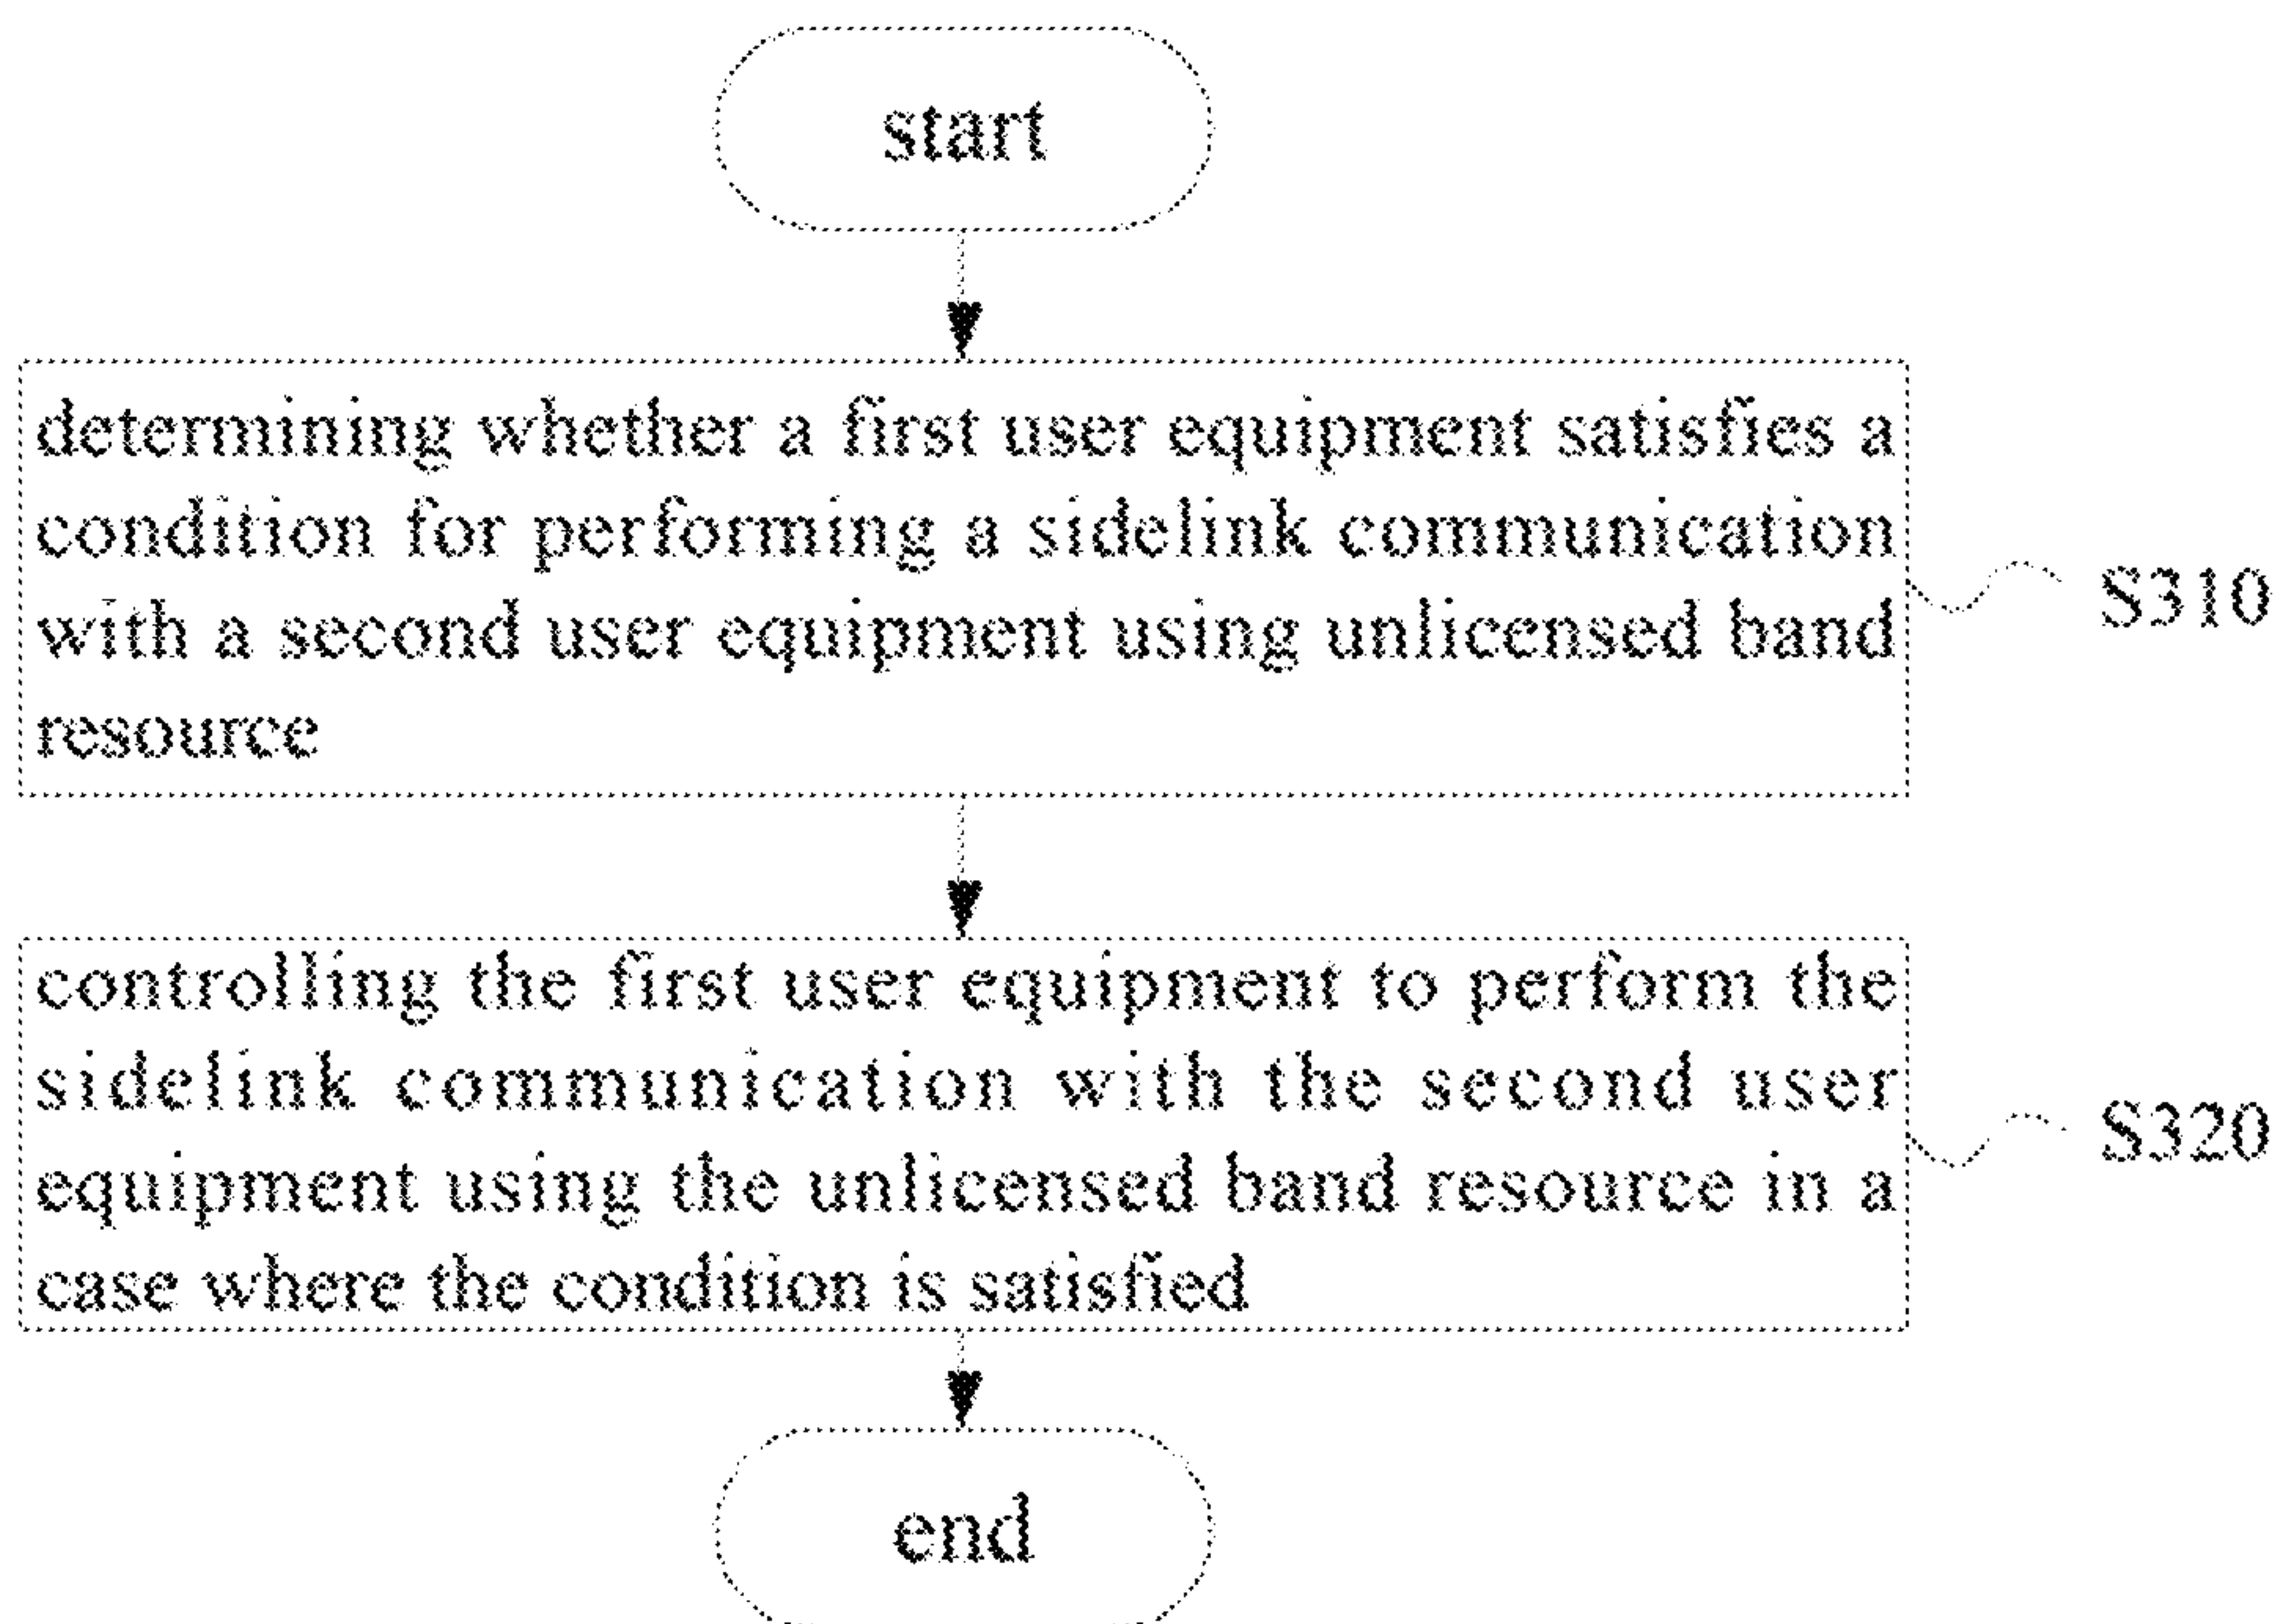 start
determining whether a first user equipment satisfies a
condition for performing a sidelink communication
with a second user equipment using unlicensed band
resource
S310
controlling the first user equipment to perform the
sidelink communication with the second user
equipment using the unlicensed band resource in a
case where the condition is satisfied
S320
end